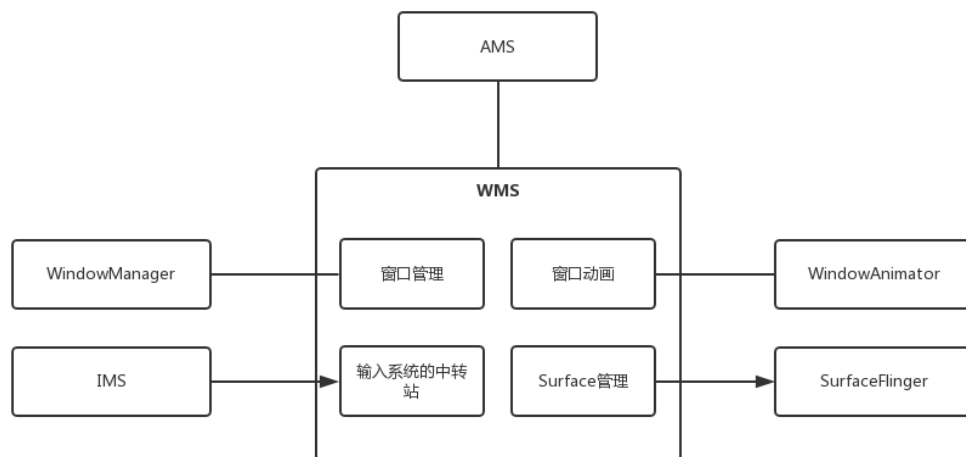 AMS
WMS
WindowManager
窗口管理
窗口动画
WindowAnimator
IMS
输入系统的中转
站
Surface管理
SurfaceFlinger